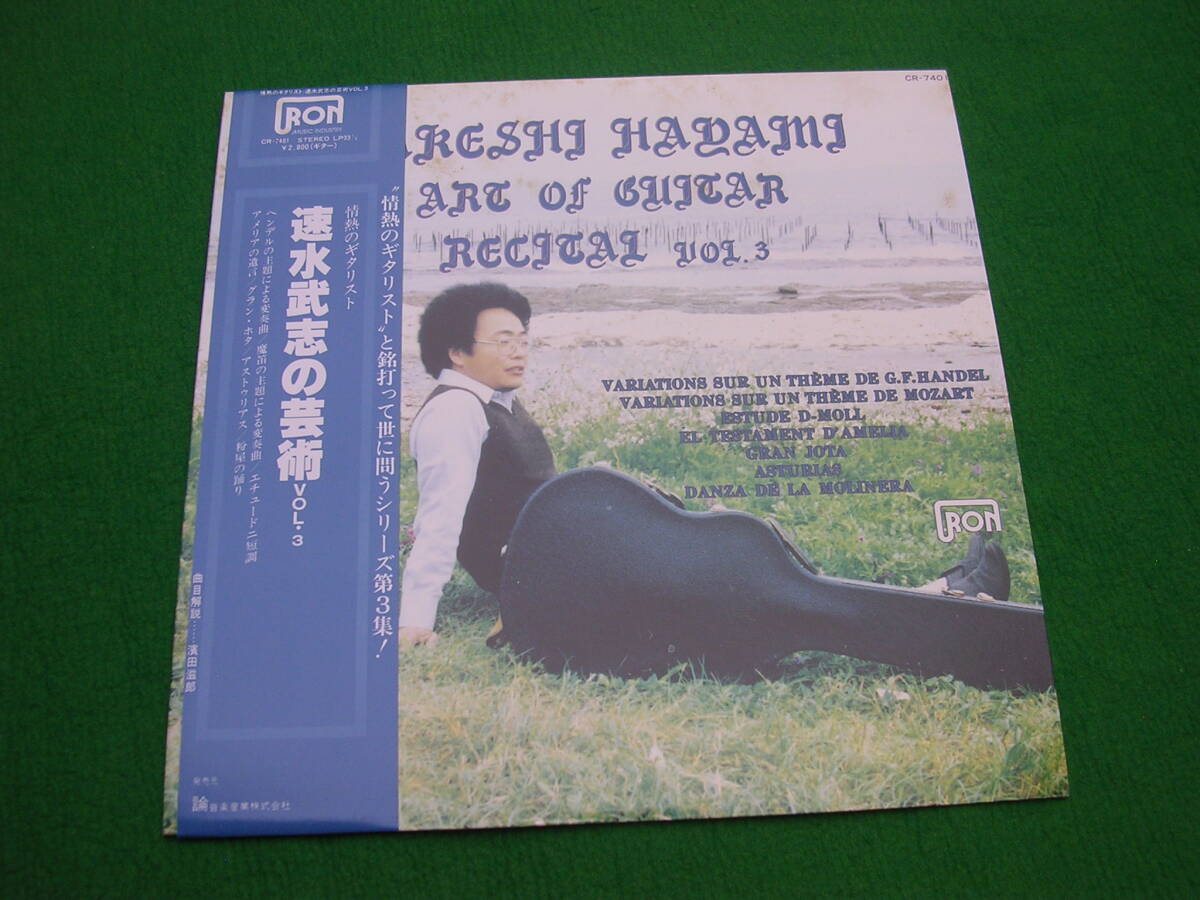 情熱のギタリスト/速水武志の芸術VOL.3
URON
MUSIC INDUSTRY
CR-7401 STEREO LP33⅓
¥2,800(ギター)
"情熱のギタリスト"と銘打って世に問うシリーズ第3集!
情熱のギタリスト
速水武志の芸術VOL.3
ヘンデルの主題による変奏曲/魔笛の主題による変奏曲/エチュードニ短調
アメリアの遺言/グラン・ホタ/アストゥリアス/粉屋の踊り
曲目解説……濱田滋郎
発売元
論音楽産業株式会社
CR-740
AKESHI HAYAMI
ART OF GUITAR
RECITAL VOL.3
VARIATIONS SUR UN THÈME DE G.F.HANDEL
VARIATIONS SUR UN THÈME DE MOZART
ESTUDE D-MOLL
EL TESTAMENT D'AMELIA
GRAN JOTA
ASTURIAS
DANZA DE LA MOLINERA
URON